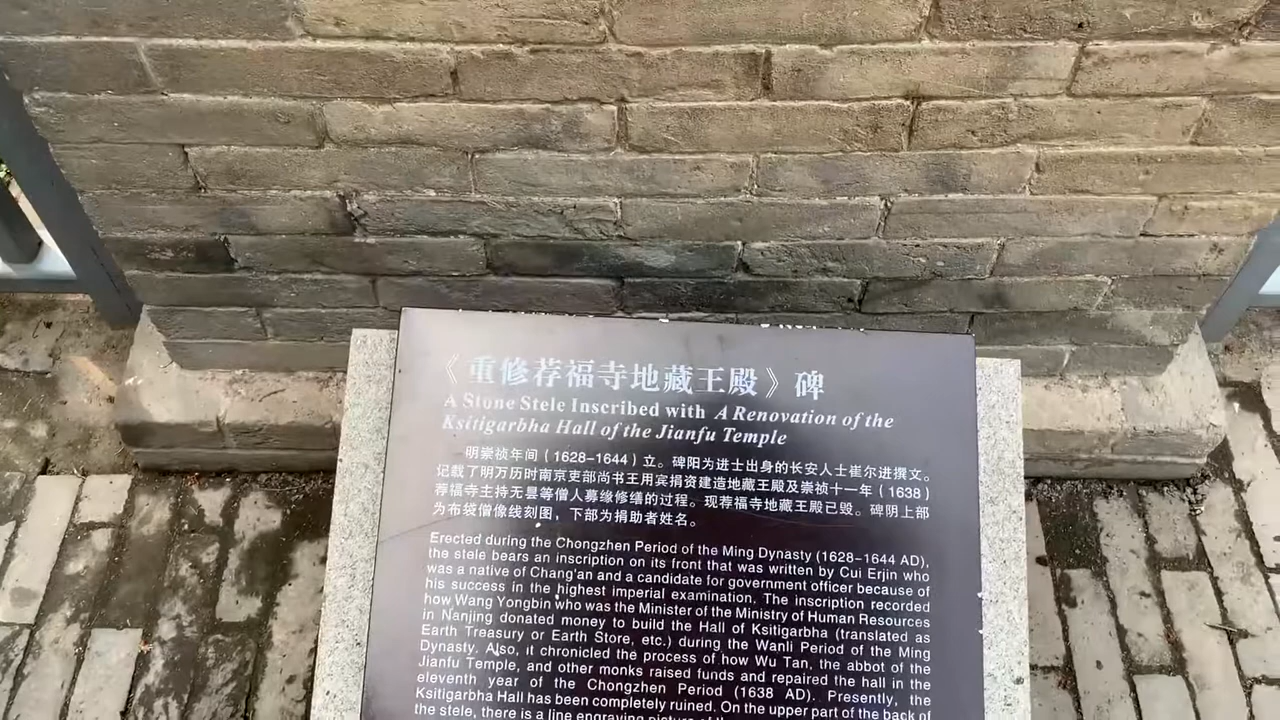 《重修荐福寺地藏王殿》碑
A Stone Stele Inscribed with A Renovation of the
Ksitigarbha Hall of the Jianfu Temple
明崇祯年间（1628-1644）立。碑阳为进士出身的长安人士崔尔进撰文。
记载了明万历时南京吏部尚书王用宾捐资建造地藏王殿及崇祯十一年（1638）
荐福寺主持无昙等僧人募缘修缮的过程。现荐福寺地藏王殿已毁。碑阴上部
为布袋僧像线刻图，下部为捐助者姓名。
Erected during the Chongzhen Period of the Ming Dynasty (1628-1644 AD),
the stele bears an inscription on its front that was written by Cui Erjin who
was a native of Chang'an and a candidate for government officer because of
his success in the highest imperial examination. The inscription recorded
how Wang Yongbin who was the Minister of the Ministry of Human Resources
in Nanjing donated money to build the Hall of Ksitigarbha (translated as
Earth Treasury or Earth Store, etc.) during the Wanli Period of the Ming
Dynasty. Also, it chronicled the process of how Wu Tan, the abbot of the
Jianfu Temple, and other monks raised funds and repaired the hall in the
eleventh year of the Chongzhen Period (1638 AD). Presently, the
Ksitigarbha Hall has been completely ruined. On the upper part of the back of
the stele, there is a line engraving picture of